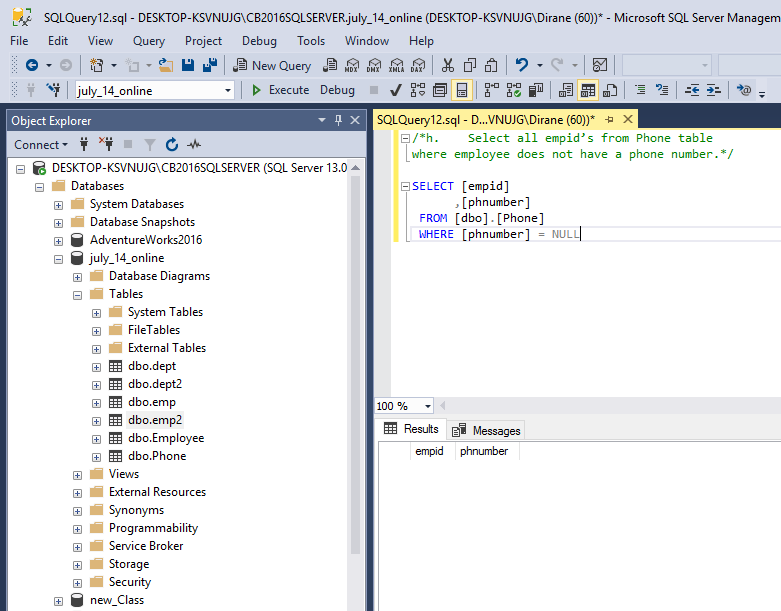 SQLQuery12.sql - DESKTOP-KSVNUJG\CB2016SQLSERVER.july_14_online (DESKTOP-KSVNUJG\Dirane (60))* - Microsoft SQL Server Managem
File Edit View Query Project Debug Tools Window Help
New Query MDX DMX XMLA DAX
july_14_online Execute Debug
Object Explorer
Connect
DESKTOP-KSVNUJG\CB2016SQLSERVER (SQL Server 13.0
Databases
System Databases
Database Snapshots
AdventureWorks2016
july_14_online
Database Diagrams
Tables
System Tables
FileTables
External Tables
dbo.dept
dbo.dept2
dbo.emp
dbo.emp2
dbo.Employee
dbo.Phone
Views
External Resources
Synonyms
Programmability
Service Broker
Storage
Security
new_Class
SQLQuery12.sql - D...VNUJG\Dirane (60))*
/*h. Select all empid’s from Phone table
where employee does not have a phone number.*/
SELECT [empid]
,[phnumber]
FROM [dbo].[Phone]
WHERE [phnumber] = NULL
100 %
Results Messages
empid phnumber